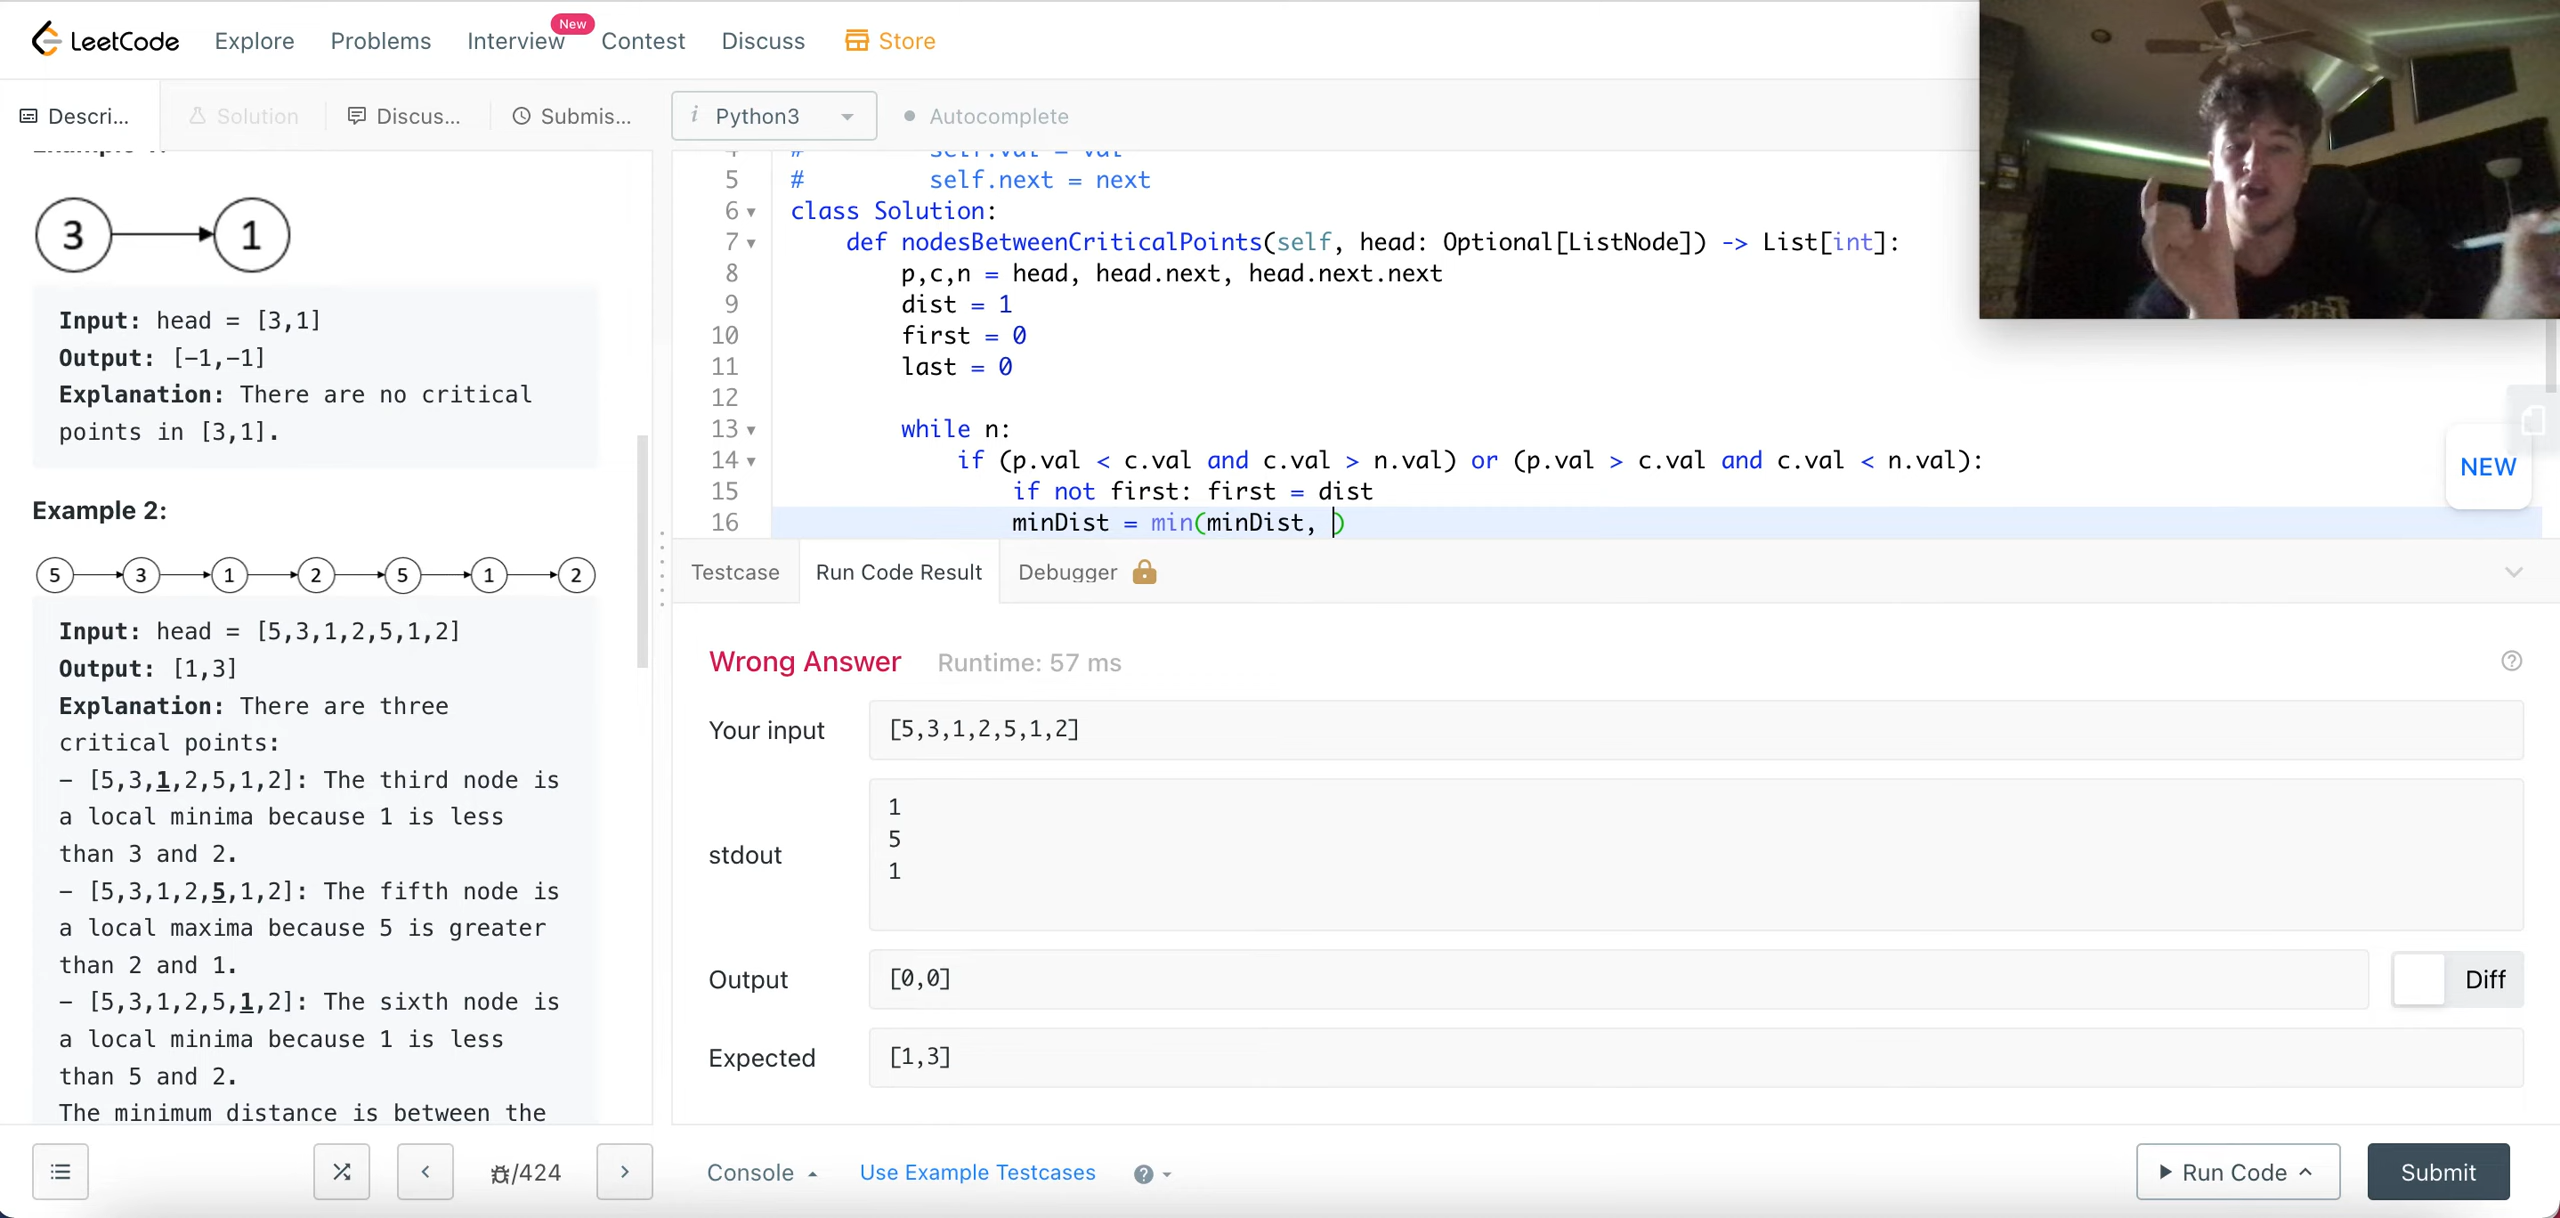 LeetCode
Explore
Problems
Interview
New
Contest
Discuss
Store
Descri...
Solution
Discus...
Submis...
i Python3
Autocomplete
3
1
Input: head = [3,1]
Output: [-1,-1]
Explanation: There are no critical
points in [3,1].
Example 2:
5 3 1 2 5 1 2
Input: head = [5,3,1,2,5,1,2]
Output: [1,3]
Explanation: There are three
critical points:
- [5,3,1,2,5,1,2]: The third node is
a local minima because 1 is less
than 3 and 2.
- [5,3,1,2,5,1,2]: The fifth node is
a local maxima because 5 is greater
than 2 and 1.
- [5,3,1,2,5,1,2]: The sixth node is
a local minima because 1 is less
than 5 and 2.
The minimum distance is between the
# self.val = val
5 # self.next = next
6 class Solution:
7 def nodesBetweenCriticalPoints(self, head: Optional[ListNode]) -> List[int]:
8 p,c,n = head, head.next, head.next.next
9 dist = 1
10 first = 0
11 last = 0
12
13 while n:
14 if (p.val < c.val and c.val > n.val) or (p.val > c.val and c.val < n.val):
15 if not first: first = dist
16 minDist = min(minDist, )
NEW
Testcase
Run Code Result
Debugger
Wrong Answer
Runtime: 57 ms
Your input
[5,3,1,2,5,1,2]
stdout
1
5
1
Output
[0,0]
Diff
Expected
[1,3]
/424
Console
Use Example Testcases
Run Code
Submit